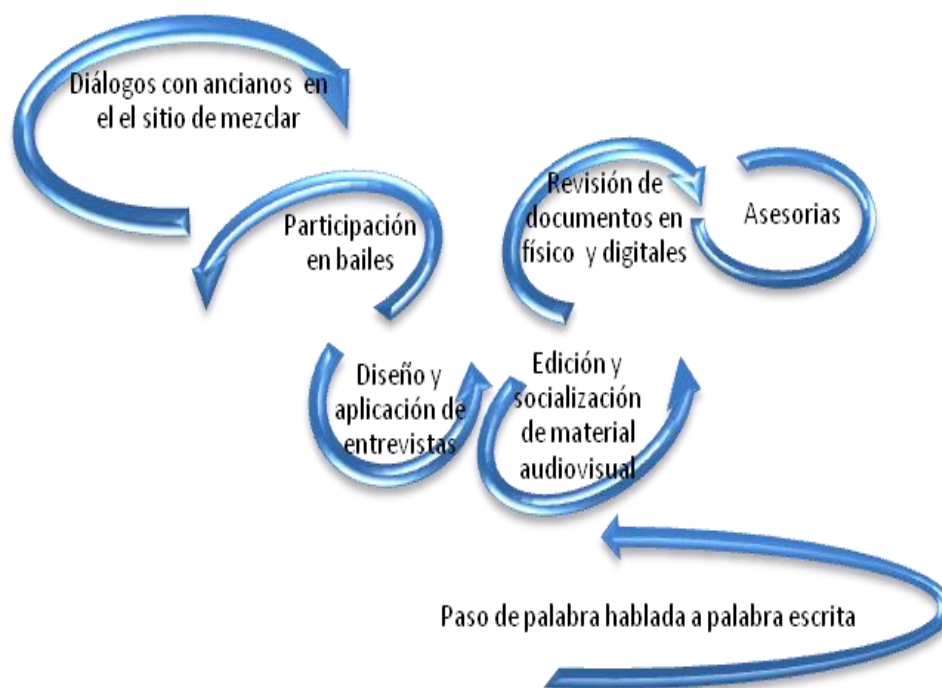 Diálogos con ancianos en
el el sitio de mezclar
Participación
en bailes
Revisión de
documentos en
físico y digitales
Asesorias
Diseño y
aplicación de
entrevistas
Edición y
socialización
de material
audiovisual
Paso de palabra hablada a palabra escrita